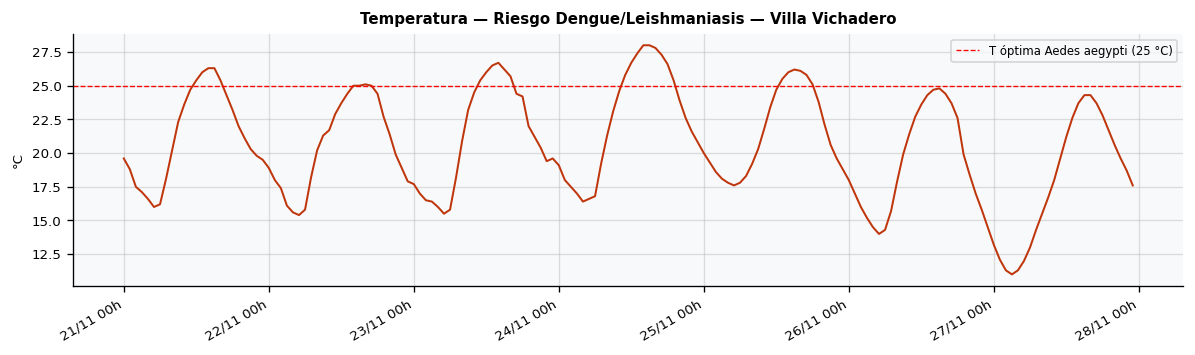 Temperatura — Riesgo Dengue/Leishmaniasis — Villa Vichadero
T óptima Aedes aegypti (25 °C)
°C
27.5
25.0
22.5
20.0
17.5
15.0
12.5
21/11 00h
22/11 00h
23/11 00h
24/11 00h
25/11 00h
26/11 00h
27/11 00h
28/11 00h